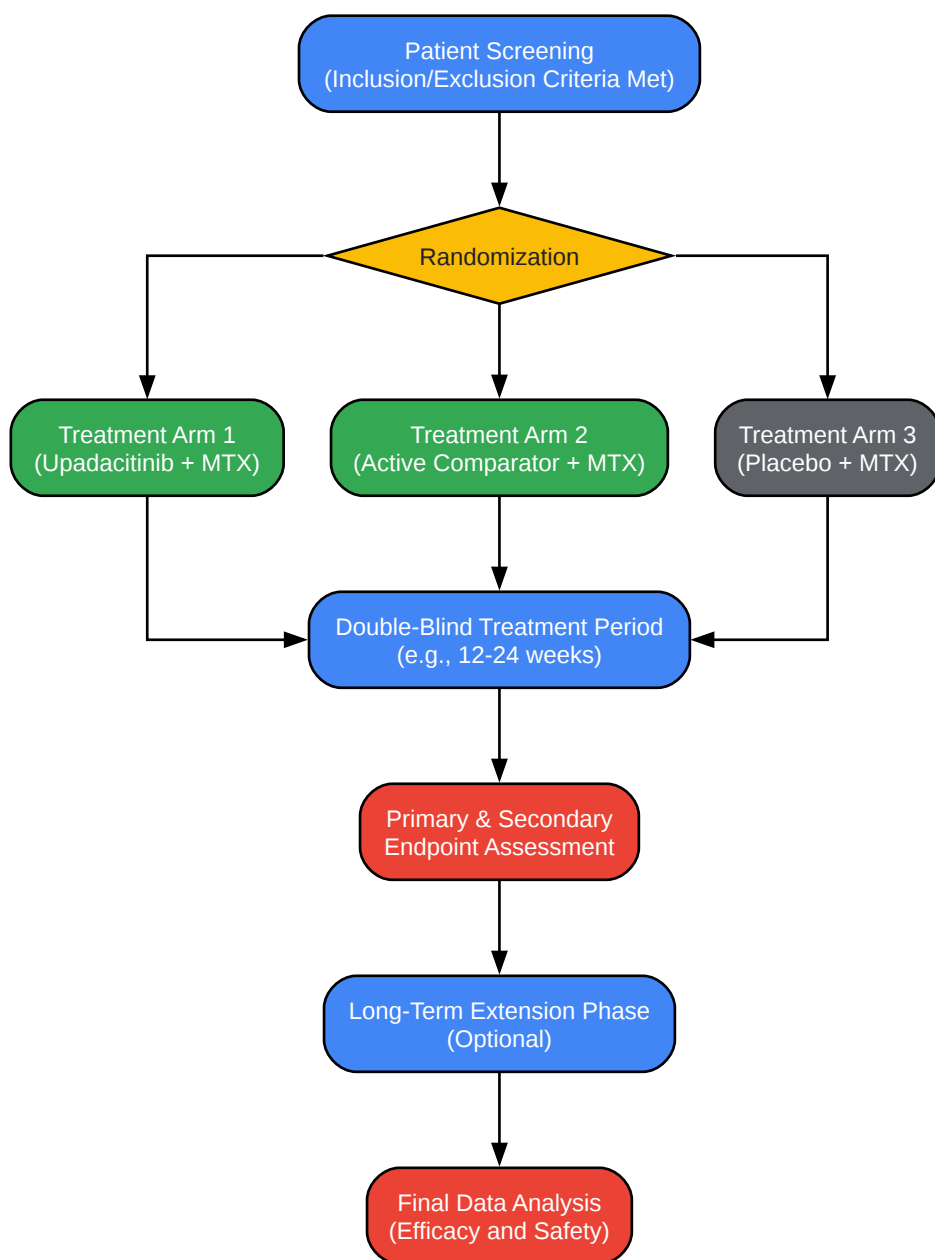 Patient Screening
(Inclusion/Exclusion Criteria Met)
Randomization
Treatment Arm 1
(Upadacitinib + MTX)
Treatment Arm 2
(Active Comparator + MTX)
Treatment Arm 3
(Placebo + MTX)
Double-Blind Treatment Period
(e.g., 12-24 weeks)
Primary & Secondary
Endpoint Assessment
Long-Term Extension Phase
(Optional)
Final Data Analysis
(Efficacy and Safety)